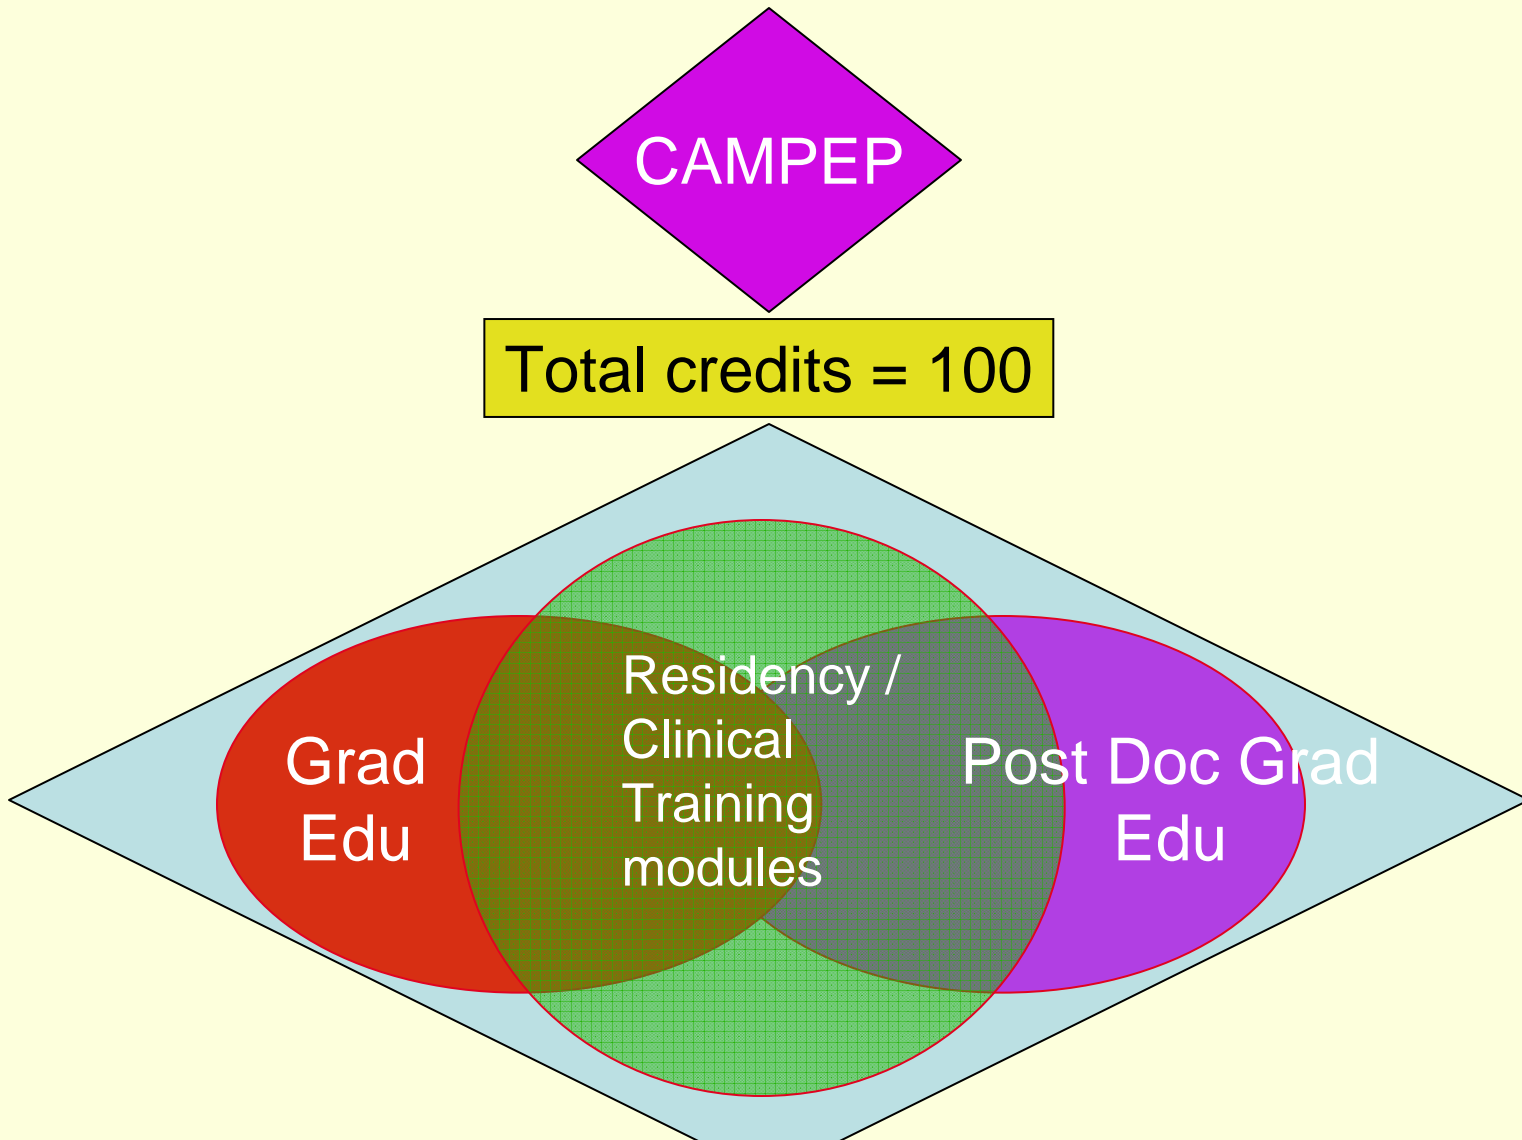 CAMPEP
Total credits = 100
Grad
Edu
Residency /
Clinical
Training
modules
Post Doc Grad
Edu